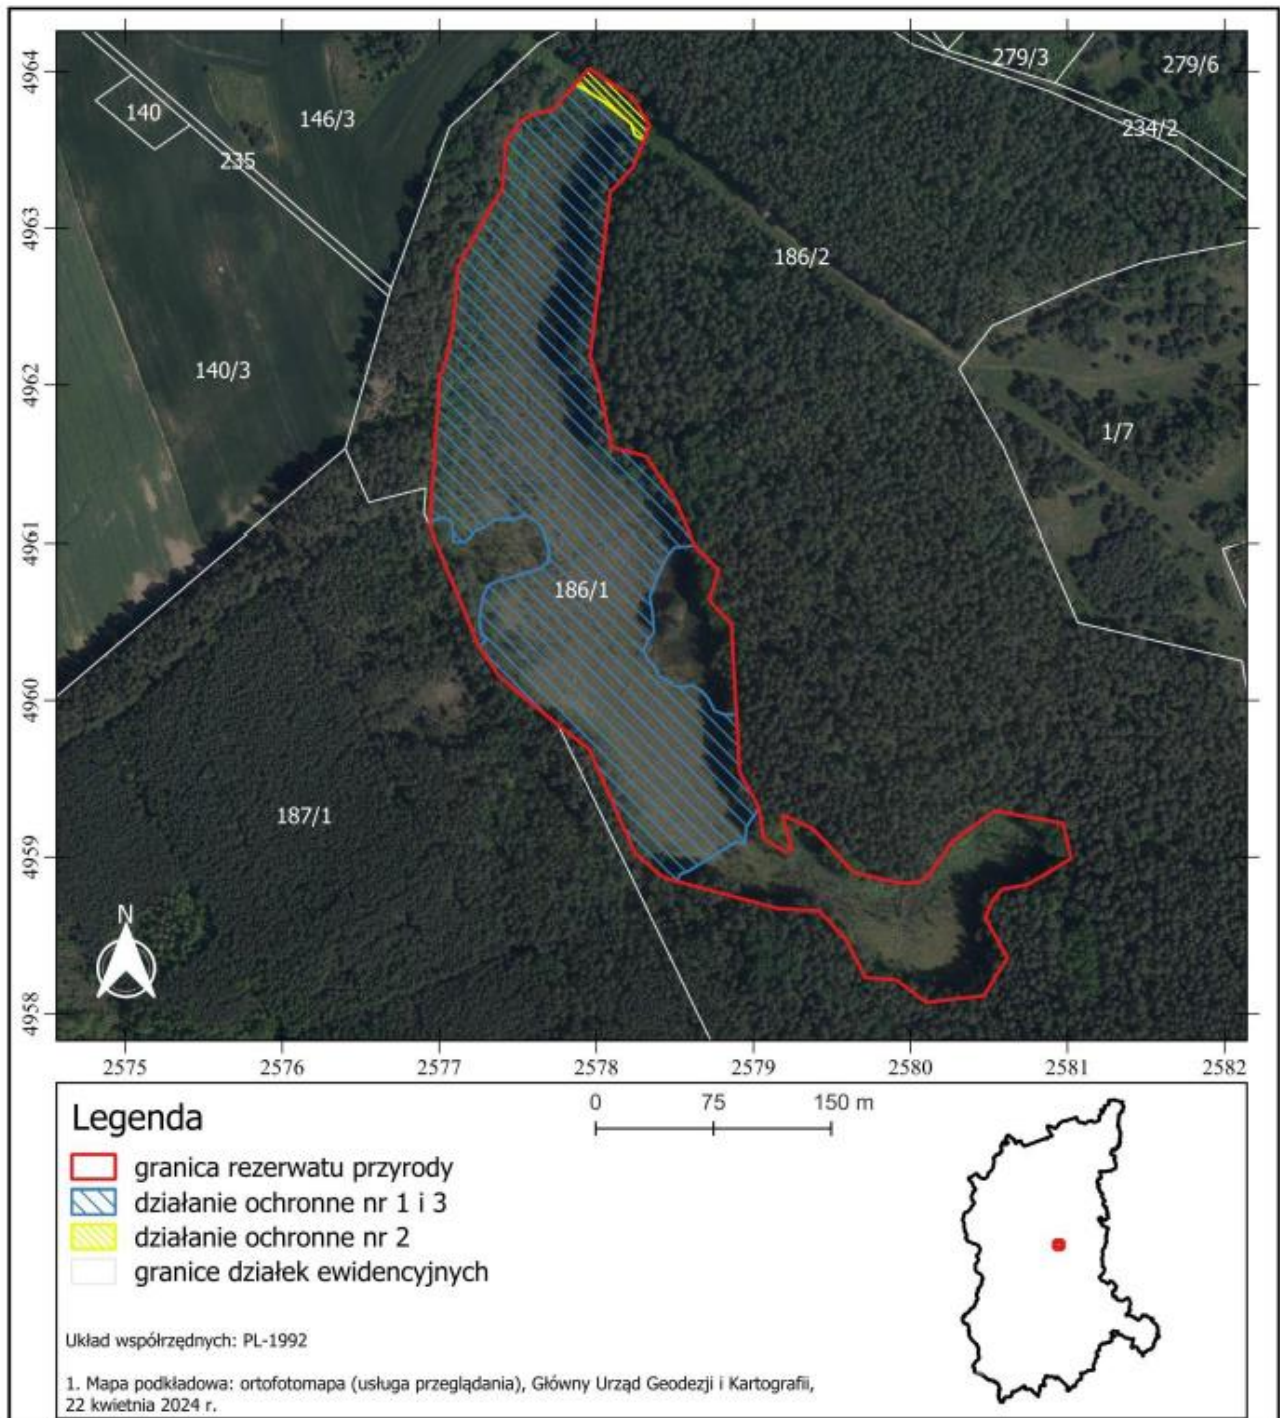 279/3
279/6
140
146/3
234/2
235
186/2
140/3
1/7
186/1
187/1
N
4964
4963
4962
4961
4960
4959
4958
2575 2576 2577 2578 2579 2580 2581 2582
Legenda
granica rezerwatu przyrody
działanie ochronne nr 1 i 3
działanie ochronne nr 2
granice działek ewidencyjnych
0 75 150 m
Układ współrzędnych: PL-1992
1. Mapa podkładowa: ortofotomapa (usługa przeglądania), Główny Urząd Geodezji i Kartografii,
22 kwietnia 2024 r.